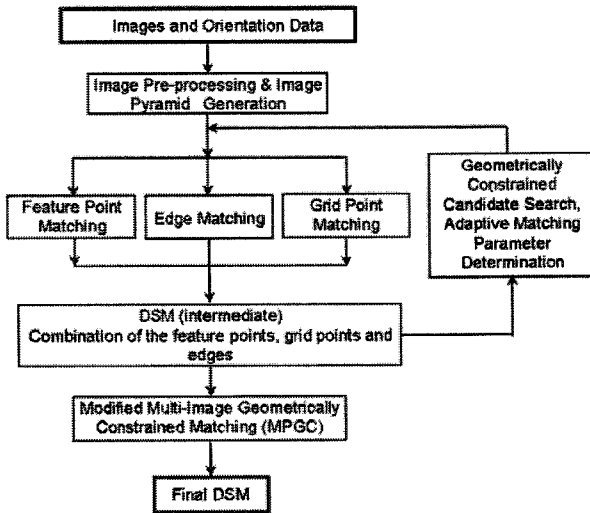 Images and Orientation Data
Image Pre-processing & Image
Pyramid Generation
Feature Point
Matching
Edge Matching
Grid Point
Matching
Geometrically
Constrained
Candidate Search,
Adaptive Matching
Parameter
Determination
DSM (intermediate)
Combination of the feature points, grid points and
edges
Modified Multi-Image Geometrically
Constrained Matching (MPGC)
Final DSM